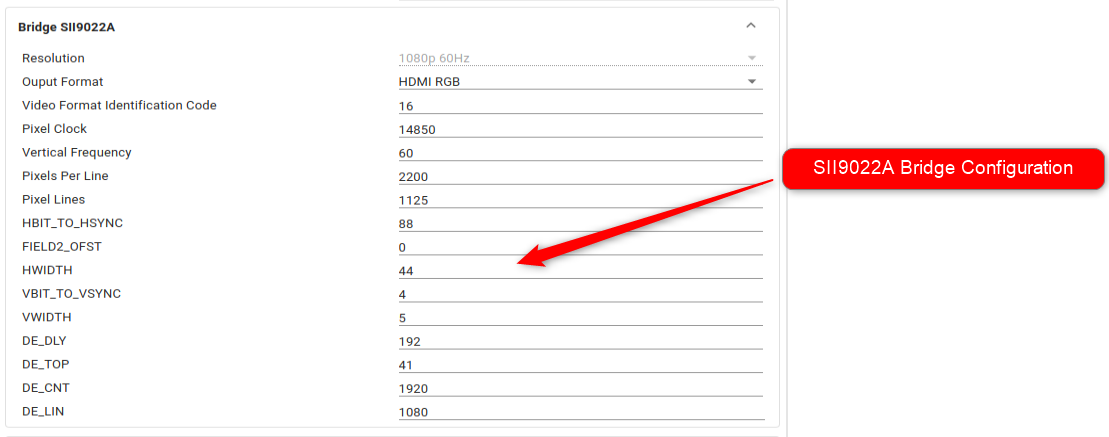 Bridge SII9022A
Resolution 1080p 60Hz
Ouput Format HDMI RGB
Video Format Identification Code 16
Pixel Clock 14850
Vertical Frequency 60
SII9022A Bridge Configuration
Pixels Per Line 2200
Pixel Lines 1125
HBIT_TO_HSYNC 88
FIELD2_OFST 0
HWIDTH 44
VBIT_TO_VSYNC 4
VWIDTH 5
DE_DLY 192
DE_TOP 41
DE_CNT 1920
DE_LIN 1080